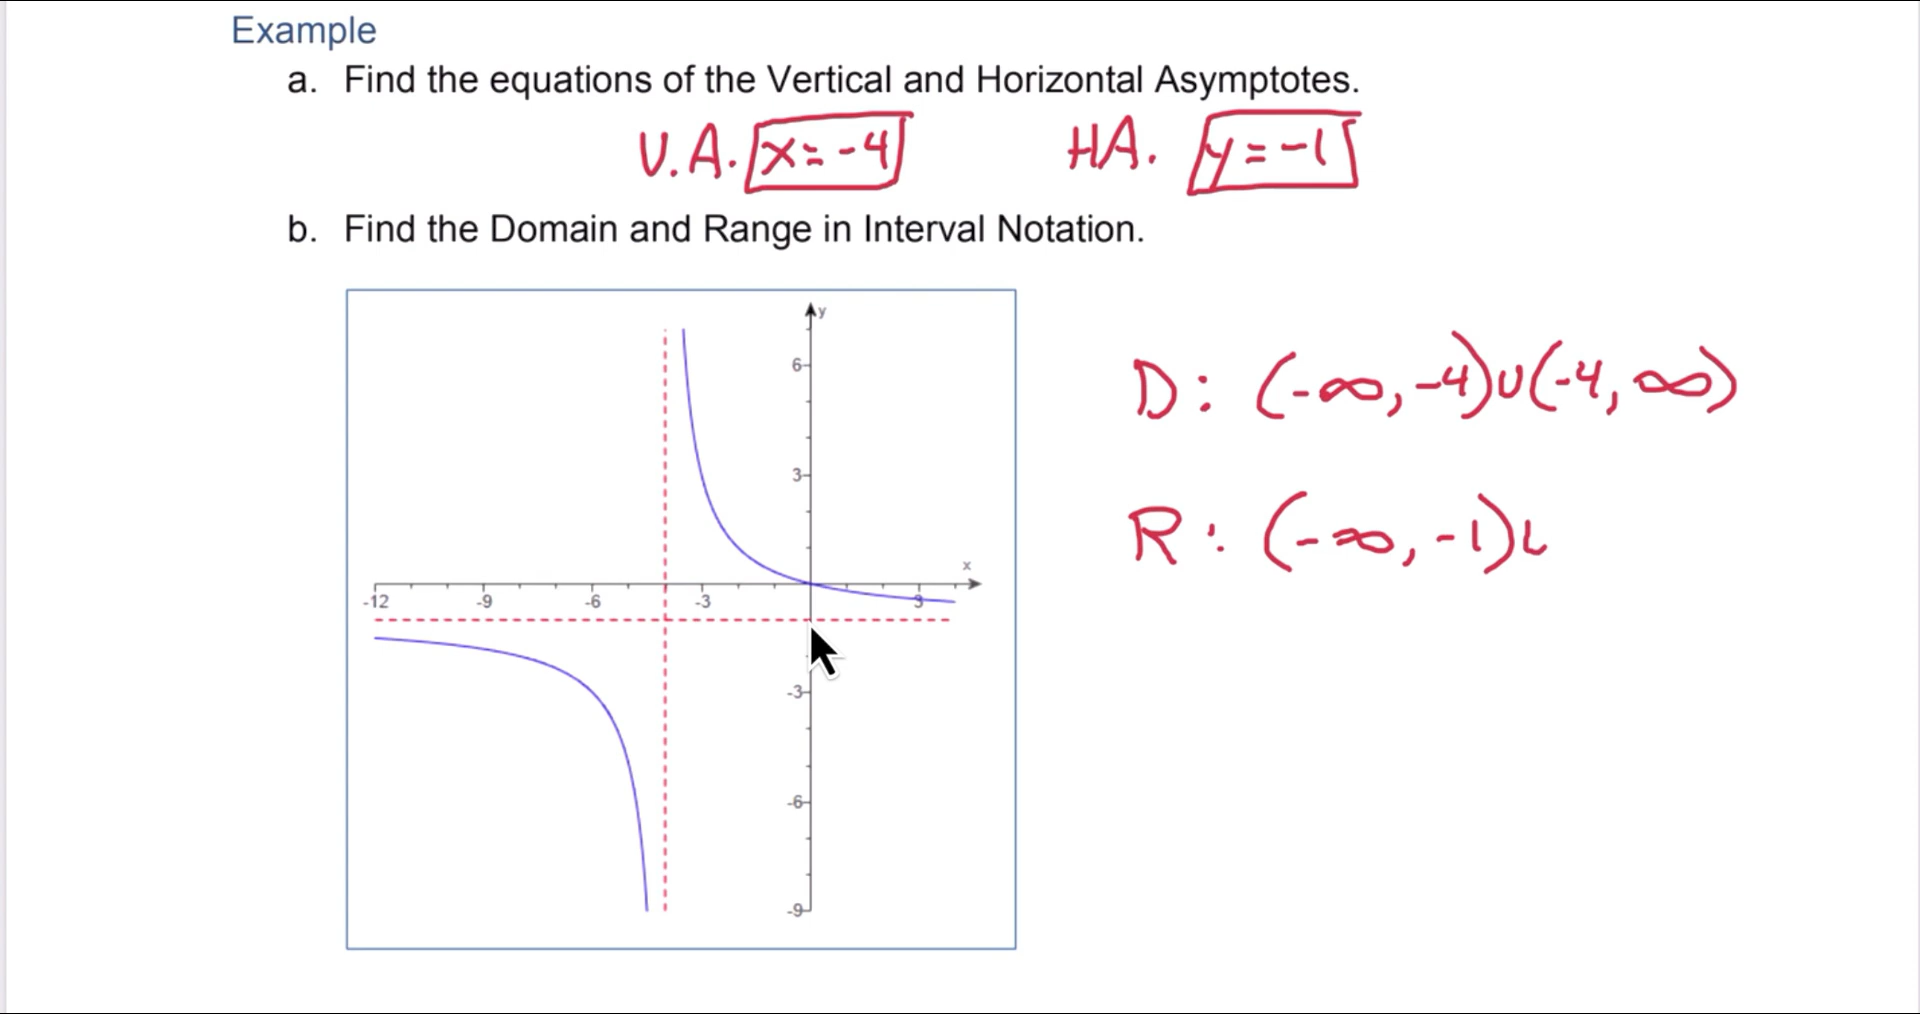 Example
a. Find the equations of the Vertical and Horizontal Asymptotes.
V.A. x = -4 HA. y = -1
b. Find the Domain and Range in Interval Notation.
y
6
3
x
-12 -9 -6 -3 3
-3
-6
-9
D: (-∞, -4)∪(-4, ∞)
R: (-∞, -1)